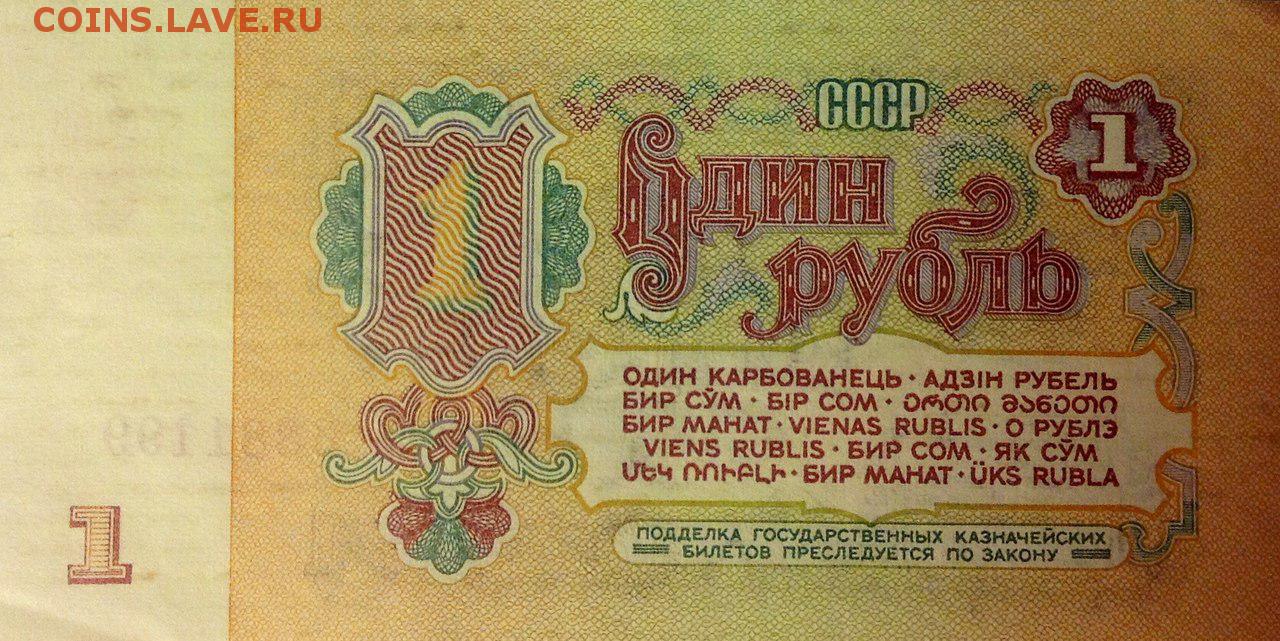 COINS.LAVE.RU
СССР
1
1
Один
рубль
ОДИН КАРБОВАНЕЦЬ · АДЗІН РУБЕЛЬ
БИР СЎМ · БІР СОМ · ერთი მანეთი
БИР МАНАТ · VIENAS RUBLIS · О РУБЛЭ
VIENS RUBLIS · БИР СОМ · ЯК СӮМ
ՄԵԿ ՌՈՒԲԼԻ · БИР МАНАТ · ÜKS RUBLA
1
ПОДДЕЛКА ГОСУДАРСТВЕННЫХ КАЗНАЧЕЙСКИХ
БИЛЕТОВ ПРЕСЛЕДУЕТСЯ ПО ЗАКОНУ